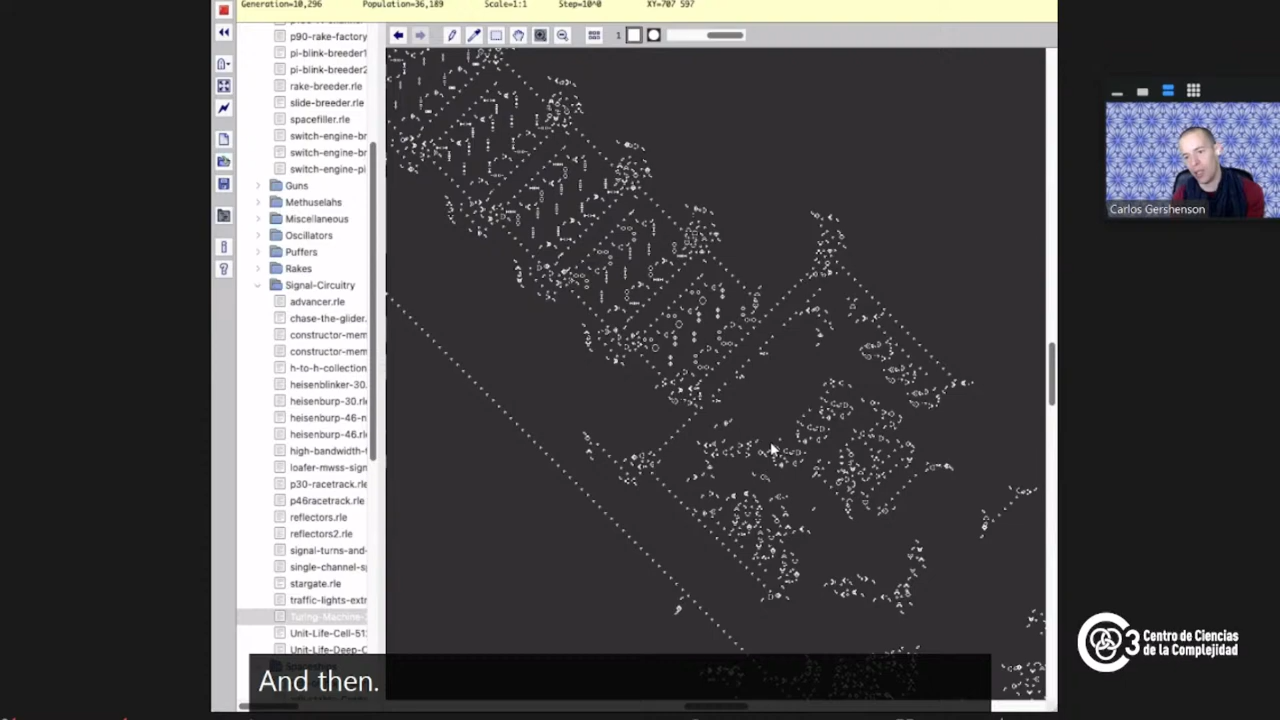 Generation=10,296 Population=36,189 Scale=1:1 Step=10^0 XY=707 597
p90-rake-factory
pi-blink-breeder1
pi-blink-breeder2
rake-breeder.rle
slide-breeder.rle
spacefiller.rle
switch-engine-br
switch-engine-br
switch-engine-pi
Guns
Methuselahs
Miscellaneous
Oscillators
Puffers
Rakes
Signal-Circuitry
advancer.rle
chase-the-glider.
constructor-mem
constructor-mem
h-to-h-collection
heisenblinker-30.
heisenburp-30.rle
heisenburp-46-n
heisenburp-46.rle
high-bandwidth-t
loafer-mwss-sign
p30-racetrack.rle
p46racetrack.rle
reflectors.rle
reflectors2.rle
signal-turns-and-
single-channel-s
stargate.rle
traffic-lights-extr
Turing-Machine-
Unit-Life-Cell-51
Unit-Life-Deep-C
Spaceships
1
And then.
Carlos Gershenson
C3 Centro de Ciencias
de la Complejidad